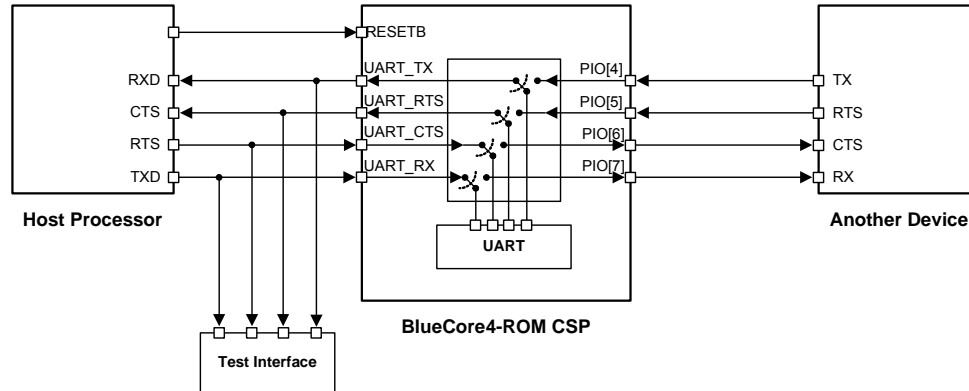 RESETB
RXD
UART_TX
PIO[4]
TX
CTS
UART_RTS
PIO[5]
RTS
RTS
UART_CTS
PIO[6]
CTS
TXD
UART_RX
PIO[7]
RX
Host Processor
Another Device
UART
BlueCore4-ROM CSP
Test Interface